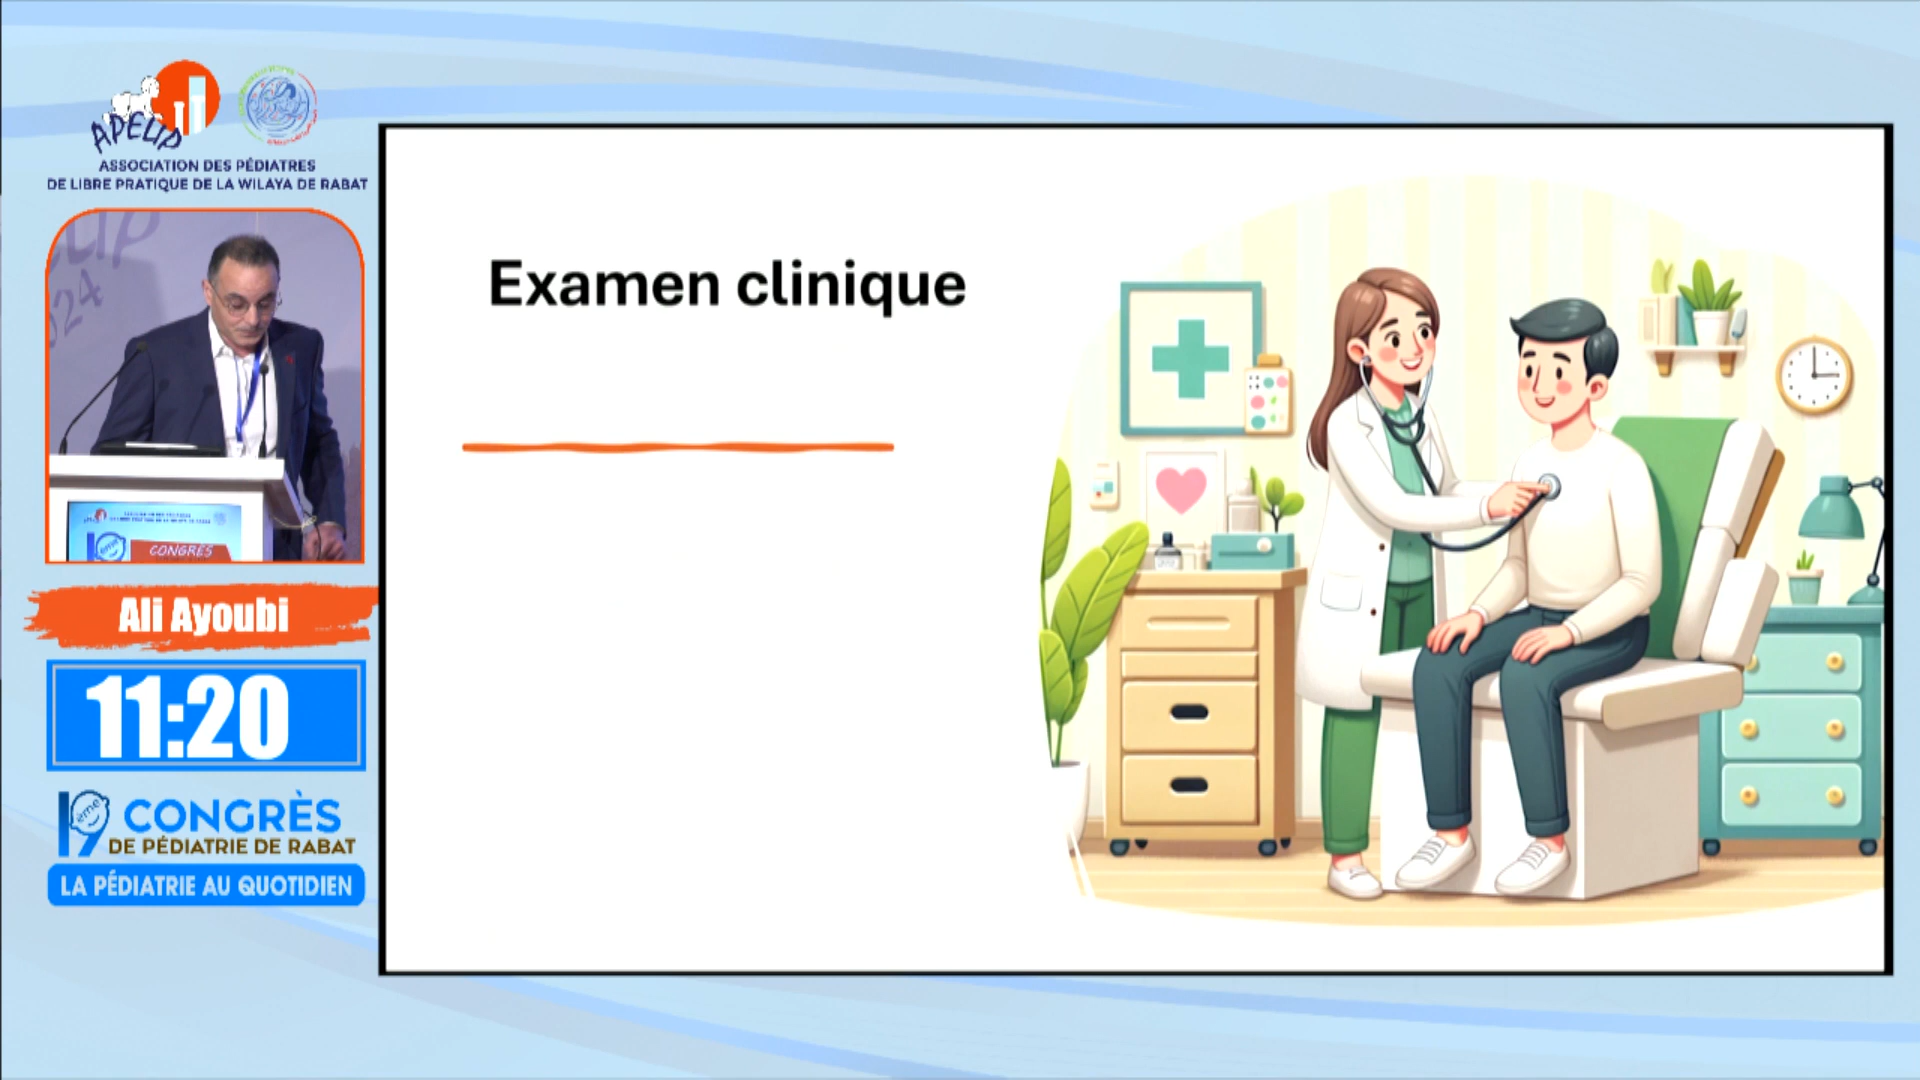 APELIP
ASSOCIATION DES PÉDIATRES
DE LIBRE PRATIQUE DE LA WILAYA DE RABAT
CONGRÈS
Ali Ayoubi
11:20
19ème CONGRÈS
DE PÉDIATRIE DE RABAT
LA PÉDIATRIE AU QUOTIDIEN
Examen clinique